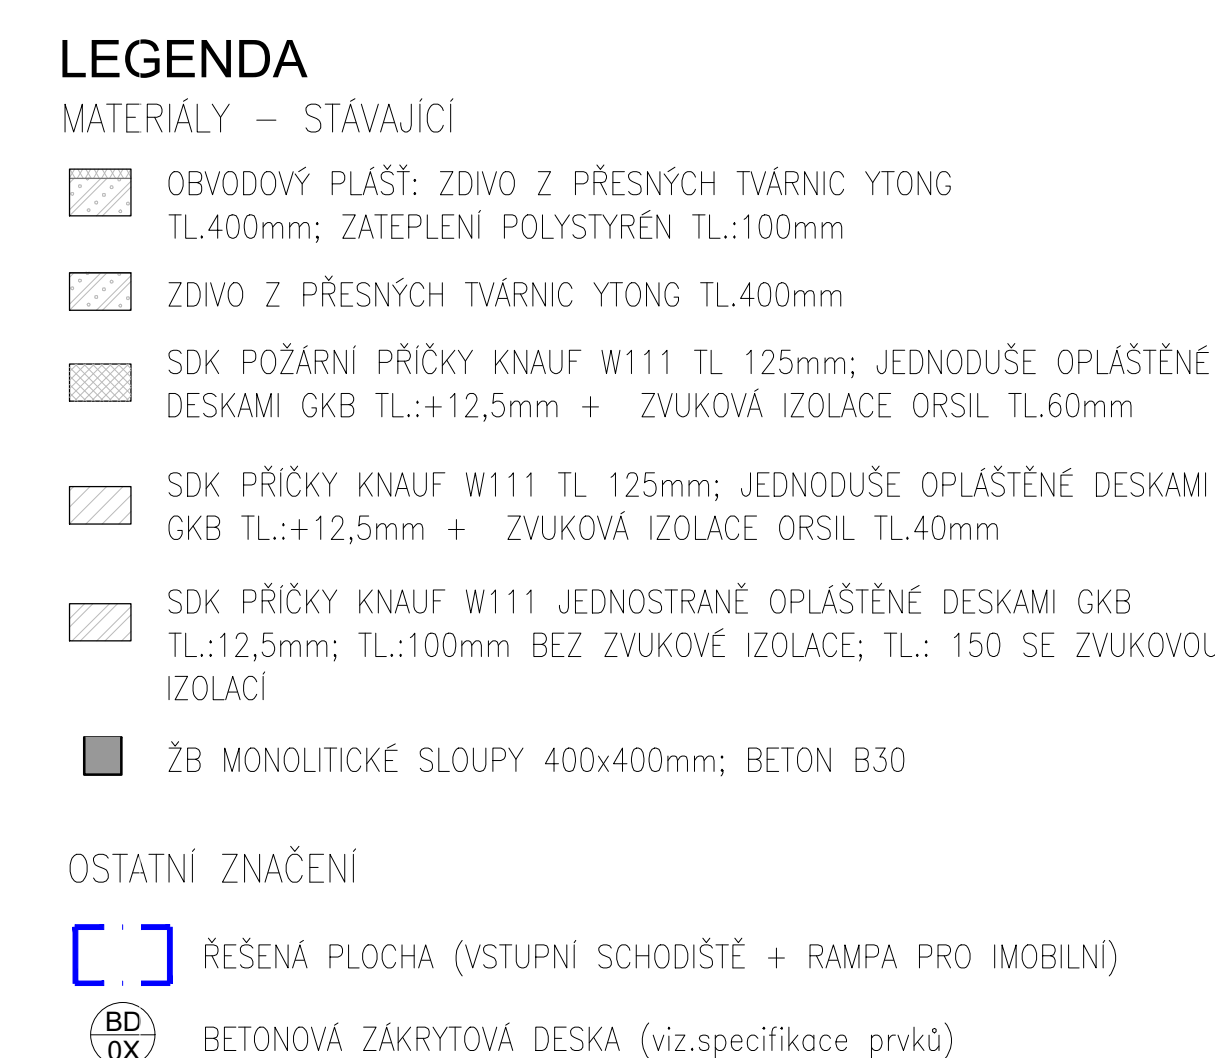 LEGENDA
MATERIÁLY – STÁVAJÍCÍ
OBVODOVÝ PLÁŠŤ: ZDIVO Z PŘESNÝCH TVÁRNIC YTONG
TL.400mm; ZATEPLENÍ POLYSTYRÉN TL.:100mm
ZDIVO Z PŘESNÝCH TVÁRNIC YTONG TL.400mm
SDK POŽÁRNÍ PŘÍČKY KNAUF W111 TL 125mm; JEDNODUŠE OPLÁŠTĚNÉ
DESKAMI GKB TL.:+12,5mm + ZVUKOVÁ IZOLACE ORSIL TL.60mm
SDK PŘÍČKY KNAUF W111 TL 125mm; JEDNODUŠE OPLÁŠTĚNÉ DESKAMI
GKB TL.:+12,5mm + ZVUKOVÁ IZOLACE ORSIL TL.40mm
SDK PŘÍČKY KNAUF W111 JEDNOSTRANĚ OPLÁŠTĚNÉ DESKAMI GKB
TL.:12,5mm; TL.:100mm BEZ ZVUKOVÉ IZOLACE; TL.: 150 SE ZVUKOVOU
IZOLACÍ
ŽB MONOLITICKÉ SLOUPY 400x400mm; BETON B30
OSTATNÍ ZNAČENÍ
ŘEŠENÁ PLOCHA (VSTUPNÍ SCHODIŠTĚ + RAMPA PRO IMOBILNÍ)
BD
0X
BETONOVÁ ZÁKRYTOVÁ DESKA (viz.specifikace prvků)